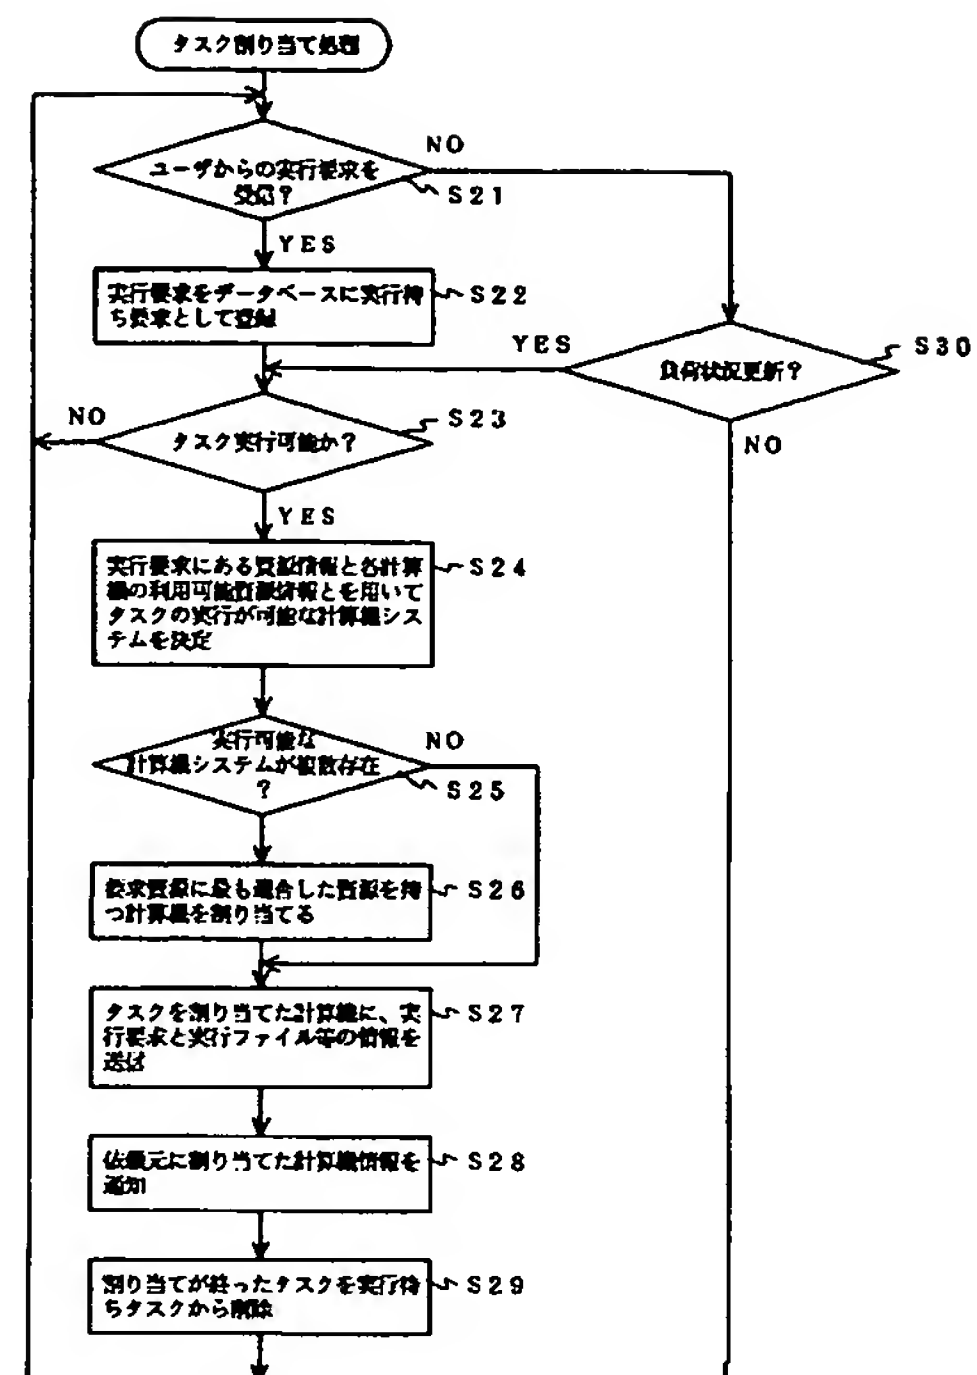 タスク割り当て処理
NO
ユーザからの実行要求を
受信？
S21
YES
実行要求をデータベースに実行待
ち要求として登録
S22
YES
負荷状況更新？
S30
NO
NO
タスク実行可能か？
S23
YES
実行要求にある資源情報と各計算
機の利用可能資源情報とを用いて
タスクの実行が可能な計算機シス
テムを決定
S24
実行可能な
計算機システムが複数存在
？
NO
S25
要求資源に最も適合した資源を持
つ計算機を割り当てる
S26
タスクを割り当てた計算機に、実
行要求と実行ファイル等の情報を
送付
S27
依頼元に割り当てた計算機情報を
通知
S28
割り当てが終ったタスクを実行待
ちタスクから削除
S29